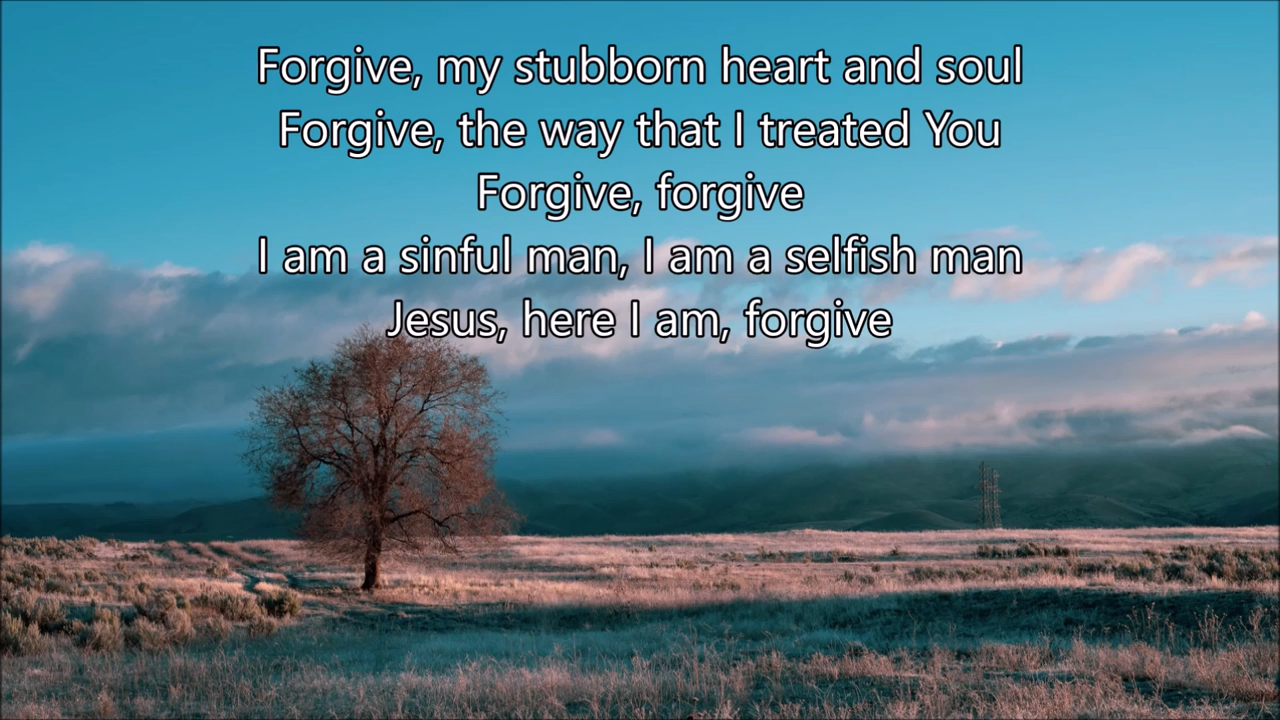 Forgive, my stubborn heart and soul
Forgive, the way that I treated You
Forgive, forgive
I am a sinful man, I am a selfish man
Jesus, here I am, forgive